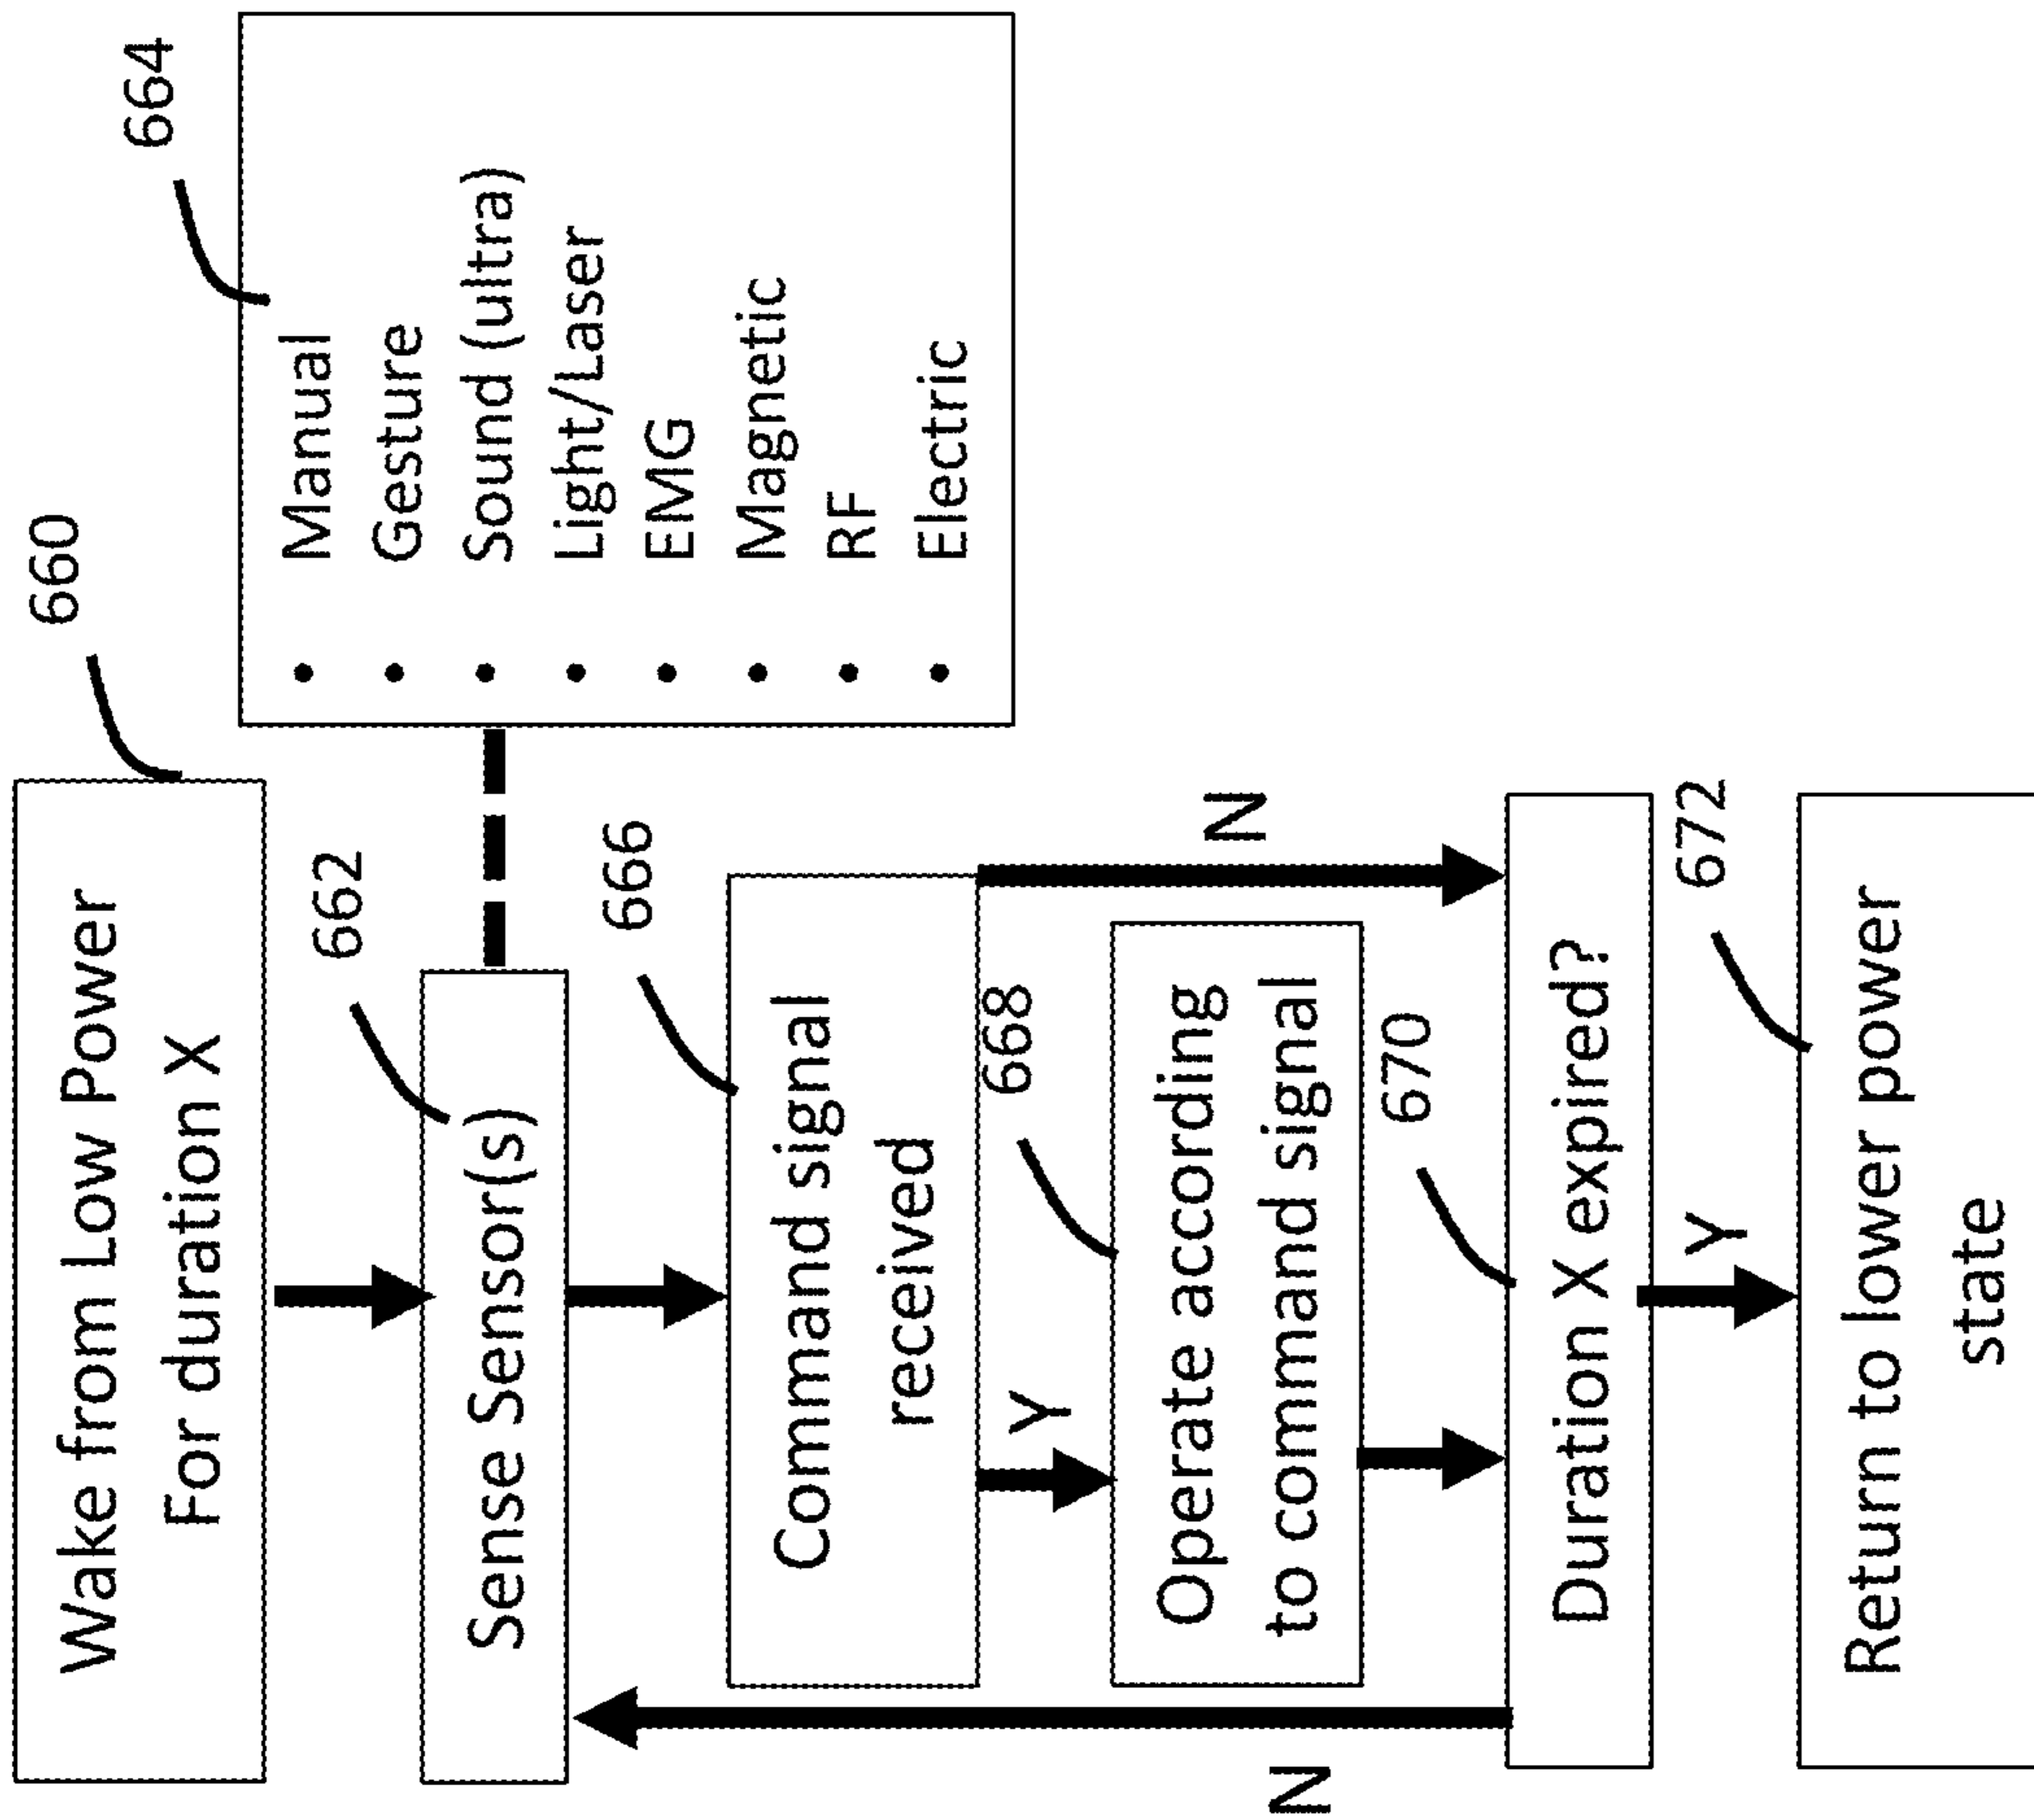 660
Wake from Low Power
For duration X
662
Sense Sensor(s)
664
• Manual
• Gesture
• Sound (ultra)
• Light/Laser
• EMG
• Magnetic
• RF
• Electric
666
Command signal
received
Y
N
668
Operate according
to command signal
670
N
Duration X expired?
Y
672
Return to lower power
state